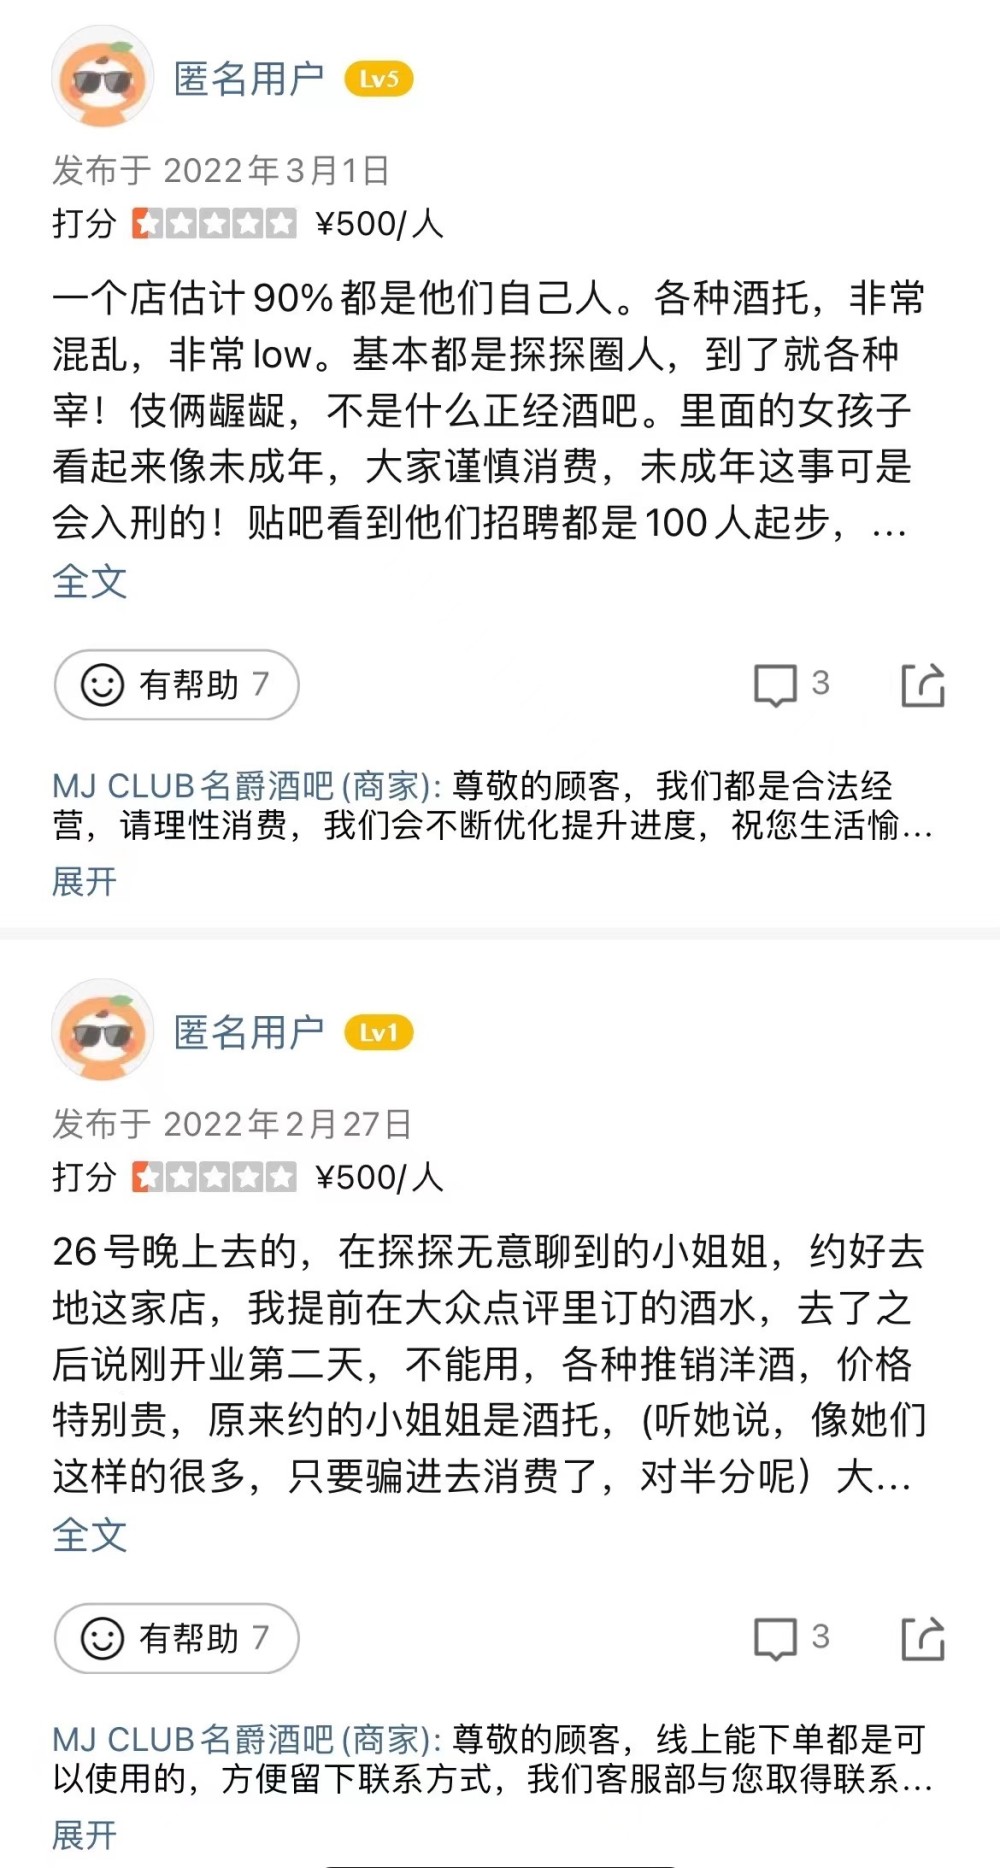 匿名用户 Lv5
发布于 2022年3月1日
打分 ¥500/人
一个店估计90%都是他们自己人。各种酒托，非常
混乱，非常low。基本都是探探圈人，到了就各种
宰！伎俩龌龊，不是什么正经酒吧。里面的女孩子
看起来像未成年，大家谨慎消费，未成年这事可是
会入刑的！贴吧看到他们招聘都是100人起步，...
全文
有帮助 7 3
MJ CLUB名爵酒吧(商家): 尊敬的顾客，我们都是合法经
营，请理性消费，我们会不断优化提升进度，祝您生活愉...
展开
匿名用户 Lv1
发布于 2022年2月27日
打分 ¥500/人
26号晚上去的，在探探无意聊到的小姐姐，约好去
地这家店，我提前在大众点评里订的酒水，去了之
后说刚开业第二天，不能用，各种推销洋酒，价格
特别贵，原来约的小姐姐是酒托，(听她说，像她们
这样的很多，只要骗进去消费了，对半分呢）大...
全文
有帮助 7 3
MJ CLUB名爵酒吧(商家): 尊敬的顾客，线上能下单都是可
以使用的，方便留下联系方式，我们客服部与您取得联系...
展开